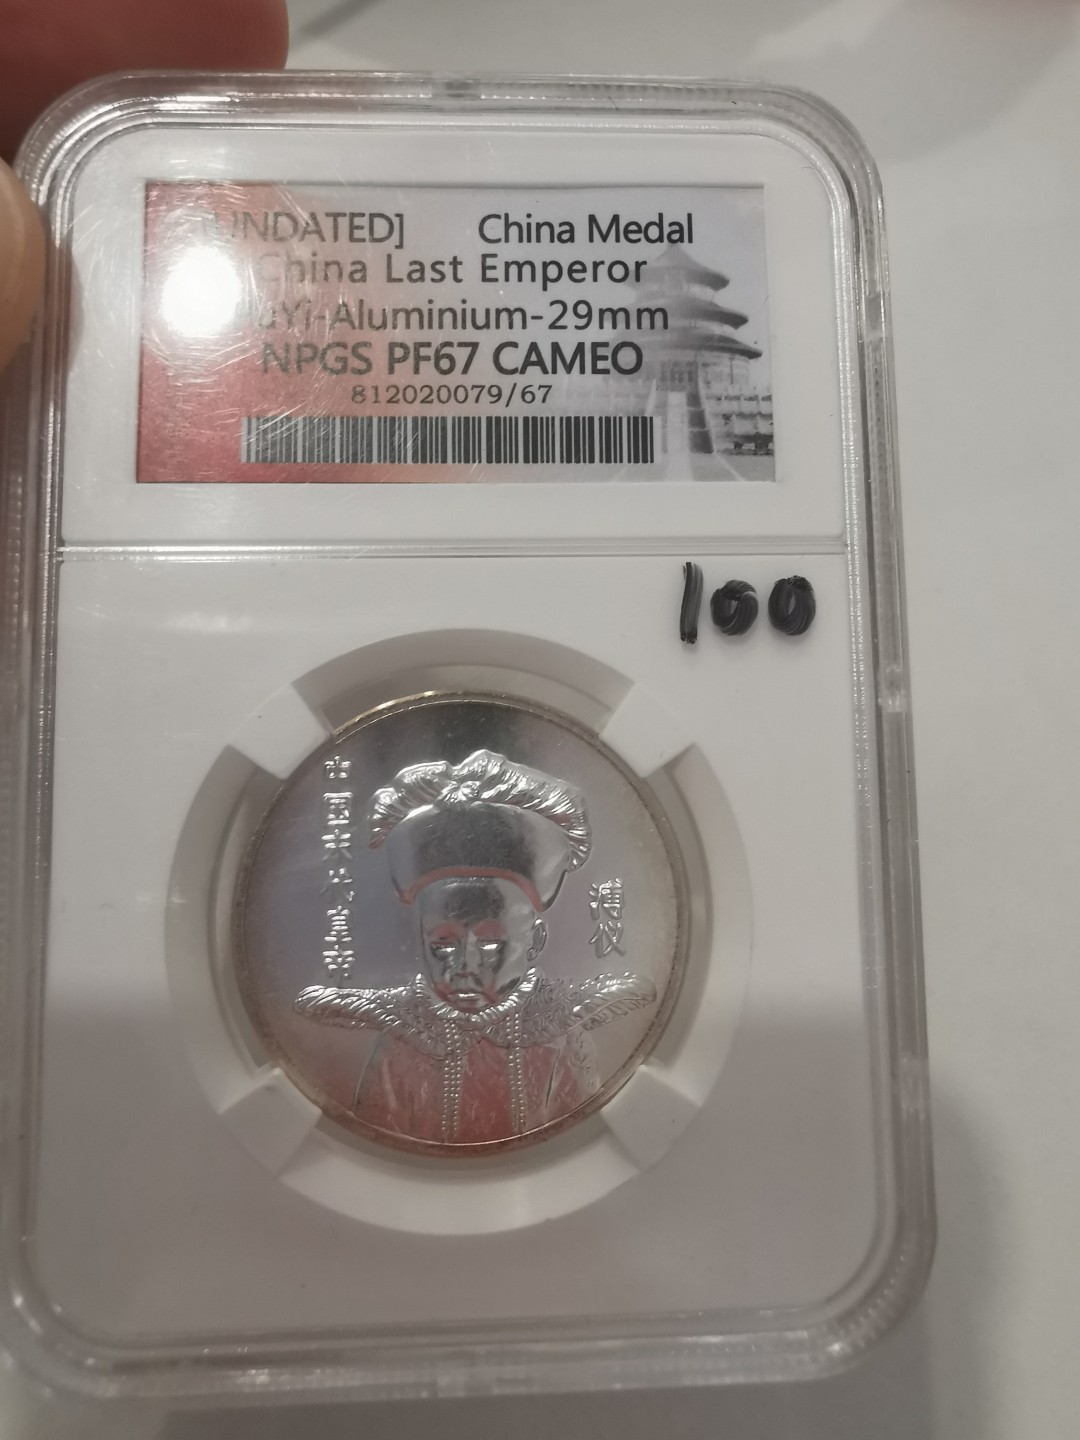 UNDATED] China Medal
China Last Emperor
uYi-Aluminium-29mm
NPGS PF67 CAMEO
812020079/67
100
中国末代皇帝
溥仪